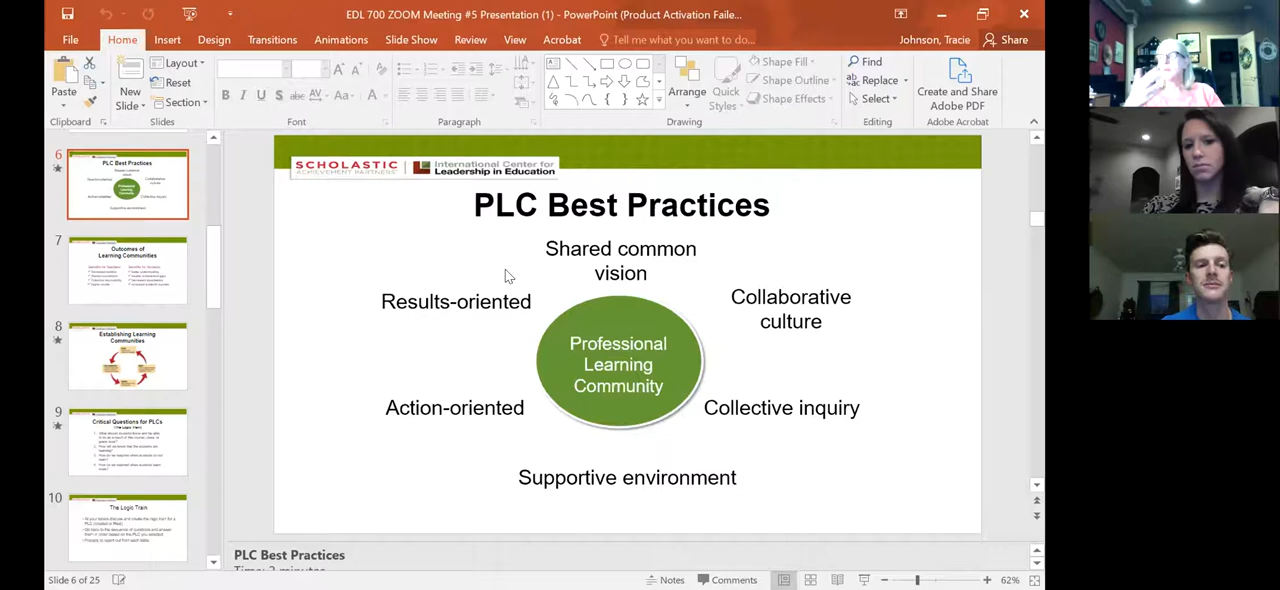 EDL 700 ZOOM Meeting #5 Presentation (1) - PowerPoint (Product Activation Faile...
File Home Insert Design Transitions Animations Slide Show Review View Acrobat Tell me what you want to do... Johnson, Tracie Share
Paste
New
Slide
Layout
Reset
Section
Arrange
Quick
Styles
Shape Fill
Shape Outline
Shape Effects
Find
Replace
Select
Create and Share
Adobe PDF
Clipboard Slides Font Paragraph Drawing Editing Adobe Acrobat
6
PLC Best Practices
Professional
Learning
Community
7
Outcomes of
Learning Communities
8
Establishing Learning
Communities
9
Critical Questions for PLCs
10
The Logic Train
SCHOLASTIC
ACHIEVEMENT PARTNERS
International Center for
Leadership in Education
PLC Best Practices
Shared common
vision
Results-oriented
Collaborative
culture
Professional
Learning
Community
Action-oriented
Collective inquiry
Supportive environment
PLC Best Practices
Slide 6 of 25 Notes Comments 62%